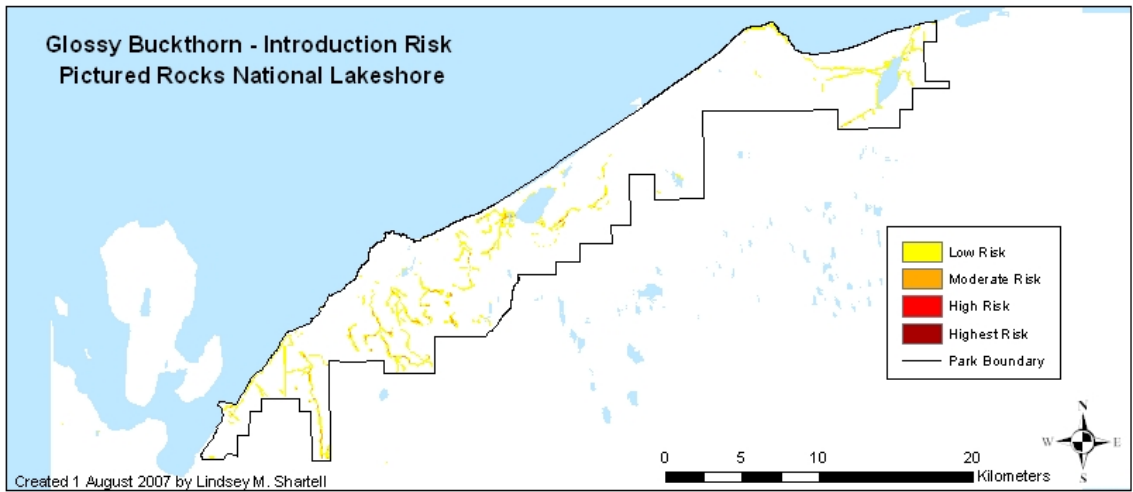 Glossy Buckthorn - Introduction Risk
Pictured Rocks National Lakeshore
Low Risk
Moderate Risk
High Risk
Highest Risk
Park Boundary
N
W E
S
0 5 10 20
Kilometers
Created 1 August 2007 by Lindsey M. Shartell